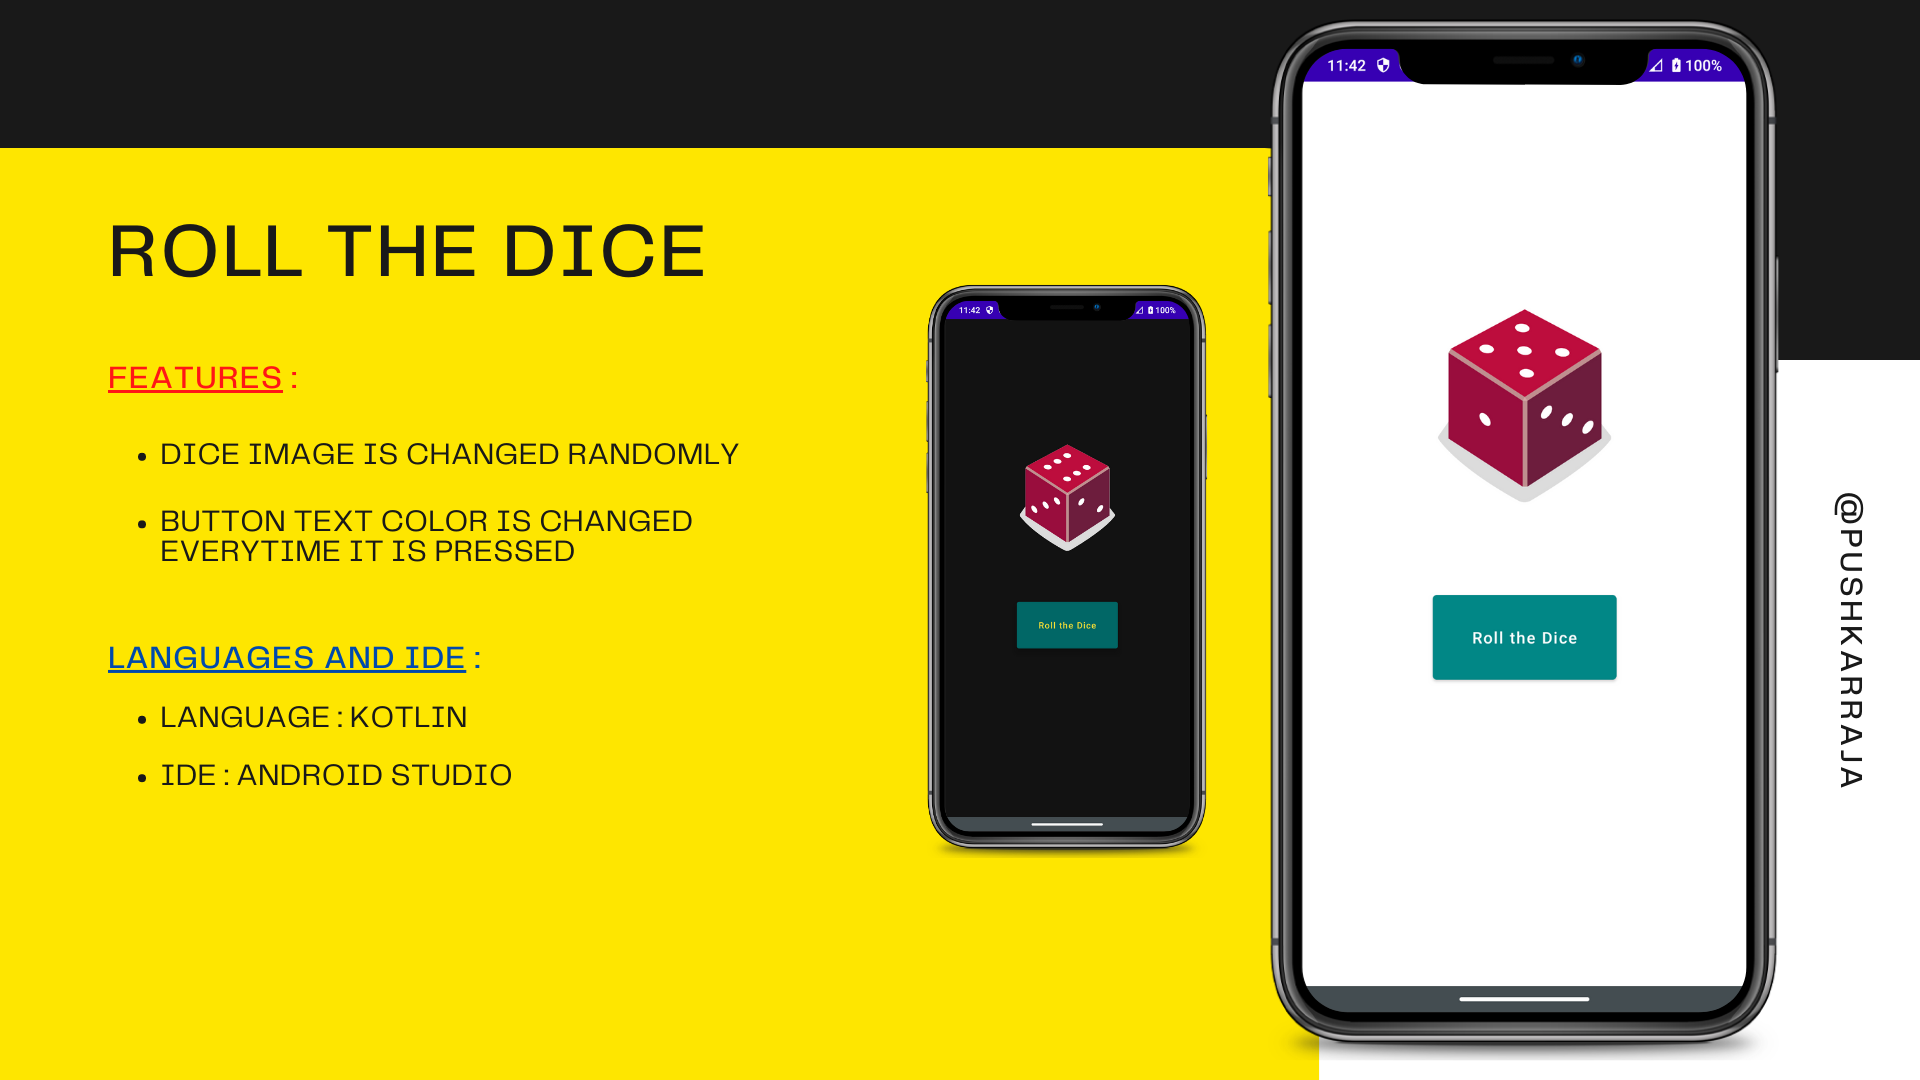 ROLL THE DICE
FEATURES :
• DICE IMAGE IS CHANGED RANDOMLY
• BUTTON TEXT COLOR IS CHANGED
EVERYTIME IT IS PRESSED
LANGUAGES AND IDE :
• LANGUAGE : KOTLIN
• IDE : ANDROID STUDIO
11:42 100%
Roll the Dice
11:42 100%
Roll the Dice
@PUSHKARRAJA